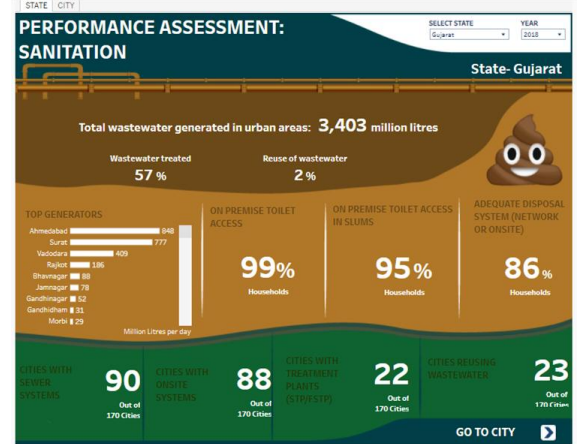 STATE CITY
PERFORMANCE ASSESSMENT:
SANITATION
SELECT STATE YEAR
Gujarat 2018
State- Gujarat
Total wastewater generated in urban areas: 3,403 million litres
Wastewater treated Reuse of wastewater
57 % 2 %
TOP GENERATORS
Ahmedabad 848
Surat 777
Vadodara 409
Rajkot 186
Bhavnagar 88
Jamnagar 78
Gandhinagar 52
Gandhidham 31
Morbi 29
Million Litres per day
ON PREMISE TOILET
ACCESS
99%
Households
ON PREMISE TOILET ACCESS
IN SLUMS
95%
Households
ADEQUATE DISPOSAL
SYSTEM (NETWORK
OR ONSITE)
86 %
Households
CITIES WITH
SEWER
SYSTEMS
90
Out of
170 Cities
CITIES WITH
ONSITE
SYSTEMS
88
Out of
170 Cities
CITIES WITH
TREATMENT
PLANTS
(STP/FSTP)
22
Out of
170 Cities
CITIES REUSING
WASTEWATER
23
Out of
170 Cities
GO TO CITY